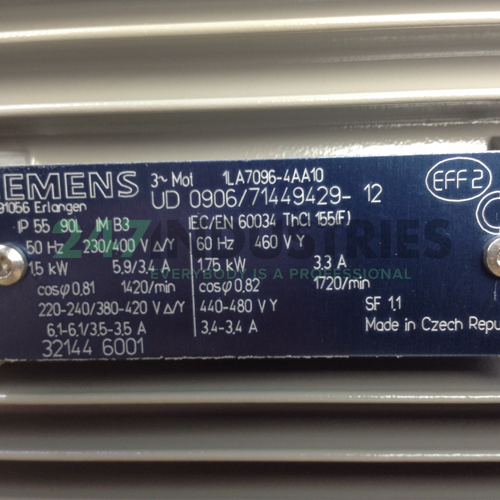 SIEMENS 3~ Mot 1LA7096-4AA10
91056 Erlangen UD 0906/71449429- 12
EFF2
IP 55 90L IM B3 IEC/EN 60034 ThCl 155(F)
50 Hz 230/400 V Δ/Y 60 Hz 460 V Y
1.5 kW 5,9/3,4 A 1.75 kW 3.3 A
cosφ 0,81 1420/min cosφ 0,82 1720/min
220-240/380-420 V Δ/Y 440-480 V Y SF 1.1
6,1-6,1/3,5-3,5 A 3,4-3,4 A Made in Czech Repu
32144 6001
247INDUSTRIES
EVERYBODY IS A PREFERRED CUSTOMER